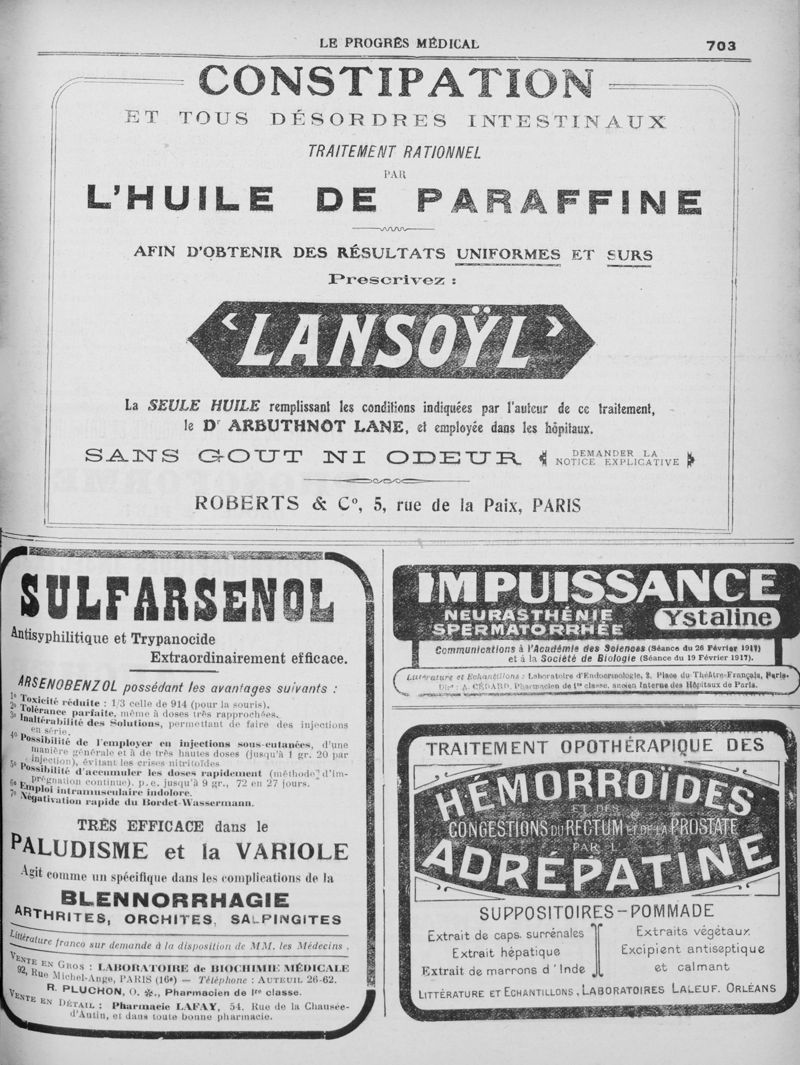 LE PROGRÈS MÉDICAL
703
CONSTIPATION
ET TOUS DÉSORDRES INTESTINAUX
TRAITEMENT RATIONNEL
PAR
L'HUILE DE PARAFFINE
AFIN D'OBTENIR DES RÉSULTATS UNIFORMES ET SURS
Prescrivez :
‘LANSOŸL’
La SEULE HUILE remplissant les conditions indiquées par l'auteur de ce traitement,
le Dr ARBUTHNOT LANE, et employée dans les hôpitaux.
SANS GOUT NI ODEUR
DEMANDER LA
NOTICE EXPLICATIVE
ROBERTS & Co, 5, rue de la Paix, PARIS
SULFARSENOL
Antisyphilitique et Trypanocide
Extraordinairement efficace.
ARSENOBENZOL possédant les avantages suivants :
1o Toxicité réduite : 1/3 celle de 914 (pour la souris).
2o Tolérance parfaite, même à doses très rapprochées.
3o Inaltérabilité des Solutions, permettant de faire des injections
en série.
4o Possibilité de l'employer en injections sous-cutanées, d'une
manière générale et à de très hautes doses (jusqu'à 1 gr. 20 par
injection), évitant les crises nitritoïdes
5o Possibilité d'accumuler les doses rapidement (méthode d'im-
prégnation continue). p. e. jusqu'à 9 gr., 72 en 27 jours.
6o Emploi intramusculaire indolore.
7o Négativation rapide du Bordet-Wassermann.
TRÈS EFFICACE dans le
PALUDISME et la VARIOLE
Agit comme un spécifique dans les complications de la
BLENNORRHAGIE
ARTHRITES, ORCHITES, SALPINGITES
Littérature franco sur demande à la disposition de MM. les Médecins.
VENTE EN GROS : LABORATOIRE de BIOCHIMIE MÉDICALE
92, Rue Michel-Ange, PARIS (16e) — Téléphone : AUTEUIL 26-62.
R. PLUCHON, O. ✻., Pharmacien de Ire classe.
VENTE EN DÉTAIL : Pharmacie LAFAY, 54, Rue de la Chaussée-
d'Antin, et dans toute bonne pharmacie.
IMPUISSANCE
NEURASTHÉNIE
SPERMATORRHÉE
Ystaline
Communications à l'Académie des Sciences (Séance du 26 Février 1917)
et à la Société de Biologie (Séance du 19 Février 1917).
Littérature et Echantillons : Laboratoire d'Endocrinologie, 2, Place du Théâtre-Français, Paris.
Dir : A. CÉDARD, Pharmacien de 1re classe, ancien Interne des Hôpitaux de Paris.
TRAITEMENT OPOTHÉRAPIQUE DES
HÉMORROÏDES
ET DES
CONGESTIONS DU RECTUM ET DE LA PROSTATE
PAR L'
ADRÉPATINE
SUPPOSITOIRES-POMMADE
Extrait de caps. surrénales
Extrait hépatique
Extrait de marrons d'Inde
Extraits végétaux
Excipient antiseptique
et calmant
LITTÉRATURE ET ECHANTILLONS, LABORATOIRES LALEUF. ORLÉANS